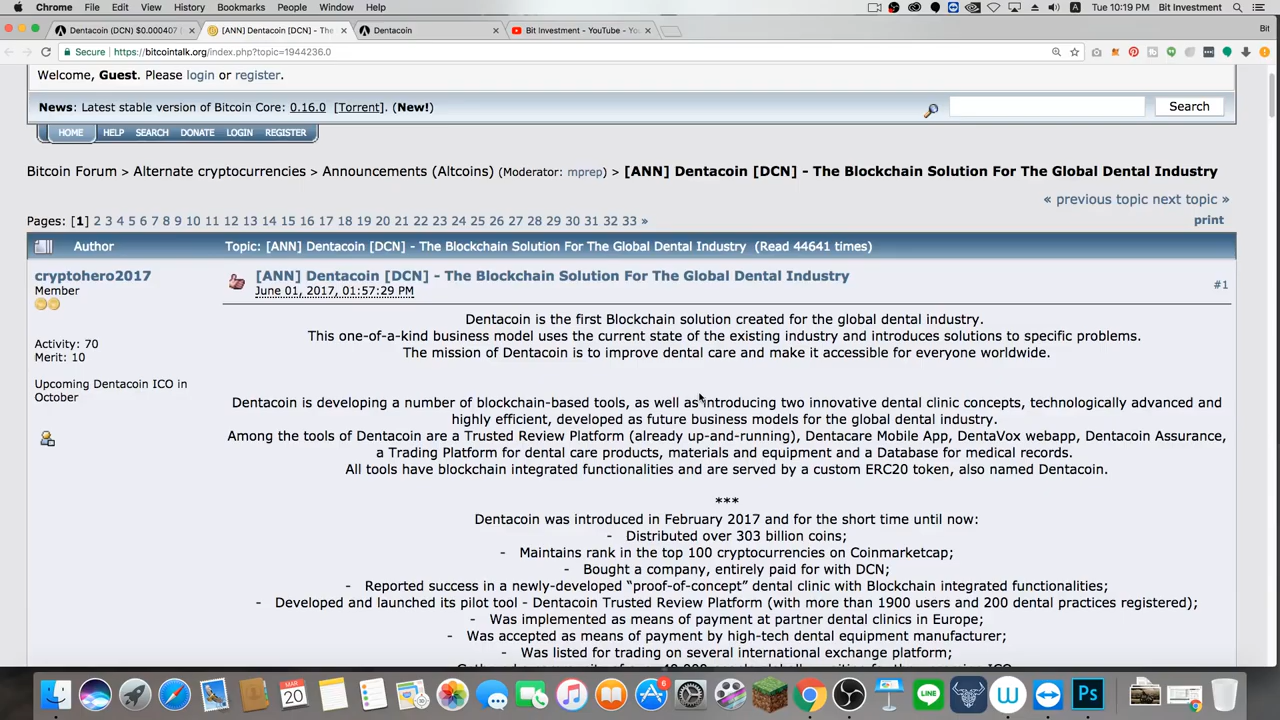 Chrome File Edit View History Bookmarks People Window Help Tue 10:19 PM Bit Investment
Dentacoin (DCN) $0.000407 [ANN] Dentacoin [DCN] - The Dentacoin Bit Investment - YouTube - Yo Bit
Secure https://bitcointalk.org/index.php?topic=1944236.0
Welcome, Guest. Please login or register.
News: Latest stable version of Bitcoin Core: 0.16.0 [Torrent]. (New!) Search
HOME HELP SEARCH DONATE LOGIN REGISTER
Bitcoin Forum > Alternate cryptocurrencies > Announcements (Altcoins) (Moderator: mprep) > [ANN] Dentacoin [DCN] - The Blockchain Solution For The Global Dental Industry
« previous topic next topic »
Pages: [1] 2 3 4 5 6 7 8 9 10 11 12 13 14 15 16 17 18 19 20 21 22 23 24 25 26 27 28 29 30 31 32 33 » print
Author Topic: [ANN] Dentacoin [DCN] - The Blockchain Solution For The Global Dental Industry (Read 44641 times)
cryptohero2017
Member
Activity: 70
Merit: 10
Upcoming Dentacoin ICO in
October
[ANN] Dentacoin [DCN] - The Blockchain Solution For The Global Dental Industry
June 01, 2017, 01:57:29 PM #1
Dentacoin is the first Blockchain solution created for the global dental industry.
This one-of-a-kind business model uses the current state of the existing industry and introduces solutions to specific problems.
The mission of Dentacoin is to improve dental care and make it accessible for everyone worldwide.
Dentacoin is developing a number of blockchain-based tools, as well as introducing two innovative dental clinic concepts, technologically advanced and
highly efficient, developed as future business models for the global dental industry.
Among the tools of Dentacoin are a Trusted Review Platform (already up-and-running), Dentacare Mobile App, DentaVox webapp, Dentacoin Assurance,
a Trading Platform for dental care products, materials and equipment and a Database for medical records.
All tools have blockchain integrated functionalities and are served by a custom ERC20 token, also named Dentacoin.
***
Dentacoin was introduced in February 2017 and for the short time until now:
- Distributed over 303 billion coins;
- Maintains rank in the top 100 cryptocurrencies on Coinmarketcap;
- Bought a company, entirely paid for with DCN;
- Reported success in a newly-developed “proof-of-concept” dental clinic with Blockchain integrated functionalities;
- Developed and launched its pilot tool - Dentacoin Trusted Review Platform (with more than 1900 users and 200 dental practices registered);
- Was implemented as means of payment at partner dental clinics in Europe;
- Was accepted as means of payment by high-tech dental equipment manufacturer;
- Was listed for trading on several international exchange platform;
MAR
20
6
LINE
W
Ps